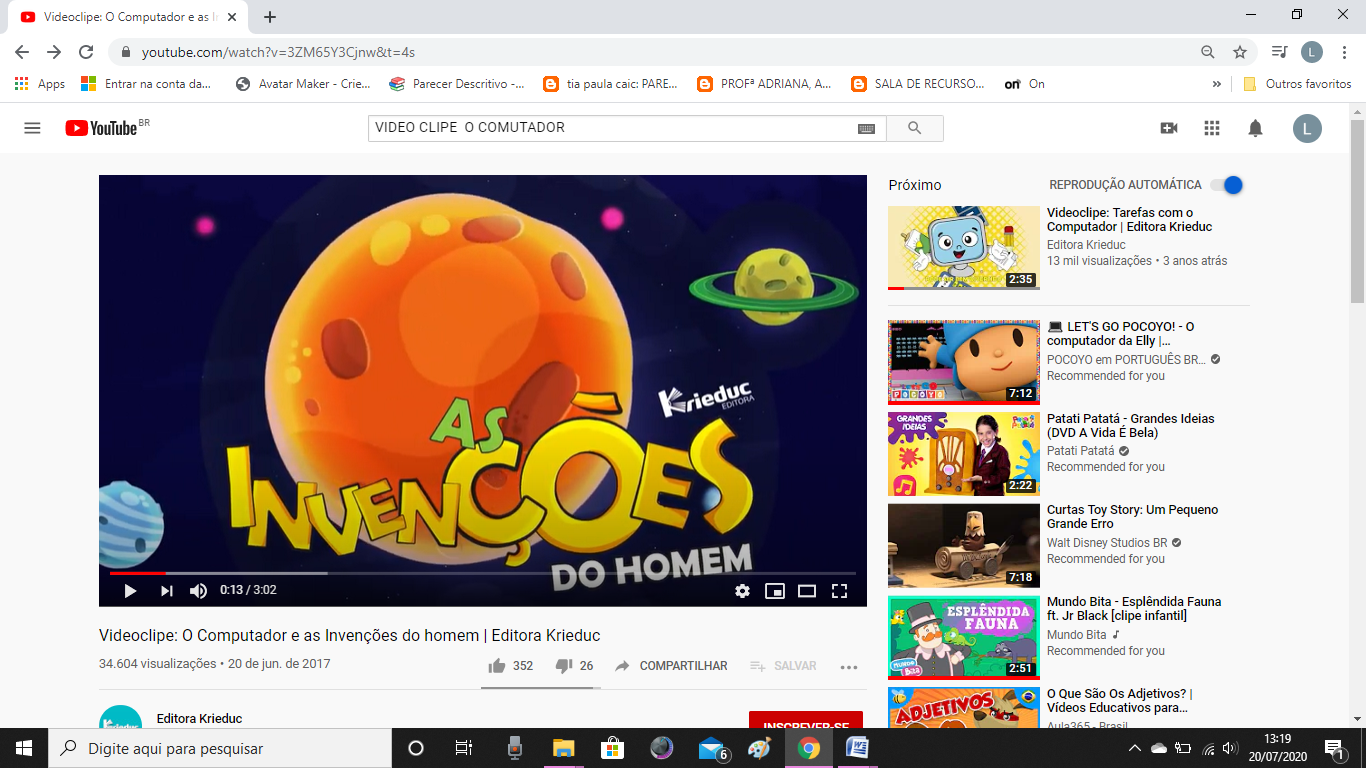 Videoclipe: O Computador e as In
youtube.com/watch?v=3ZM65Y3Cjnw&t=4s
L
Apps
Entrar na conta da...
Avatar Maker - Crie...
Parecer Descritivo -...
tia paula caic: PARE...
PROFª ADRIANA, A...
SALA DE RECURSO...
on
On
»
Outros favoritos
YouTube BR
VIDEO CLIPE  O COMUTADOR
L
Krieduc
EDITORA
AS
INVENÇÕES
DO HOMEM
0:13 / 3:02
Videoclipe: O Computador e as Invenções do homem | Editora Krieduc
34.604 visualizações • 20 de jun. de 2017
352
26
COMPARTILHAR
SALVAR
Krieduc
Editora Krieduc
INSCREVER-SE
Próximo
REPRODUÇÃO AUTOMÁTICA
2:35
Videoclipe: Tarefas com o
Computador | Editora Krieduc
Editora Krieduc
13 mil visualizações • 3 anos atrás
POCOYO
7:12
LET'S GO POCOYO! - O
computador da Elly |...
POCOYO em PORTUGUÊS BR...
Recommended for you
GRANDES
IDEIAS
2:22
Patati Patatá - Grandes Ideias
(DVD A Vida É Bela)
Patati Patatá
Recommended for you
7:18
Curtas Toy Story: Um Pequeno
Grande Erro
Walt Disney Studios BR
Recommended for you
ESPLÊNDIDA
FAUNA
MUNDO
Bita
2:51
Mundo Bita - Esplêndida Fauna
ft. Jr Black [clipe infantil]
Mundo Bita
Recommended for you
ADJETIVOS
O Que São Os Adjetivos? |
Vídeos Educativos para...
Aula365 - Brasil
Digite aqui para pesquisar
6
13:19
20/07/2020
1